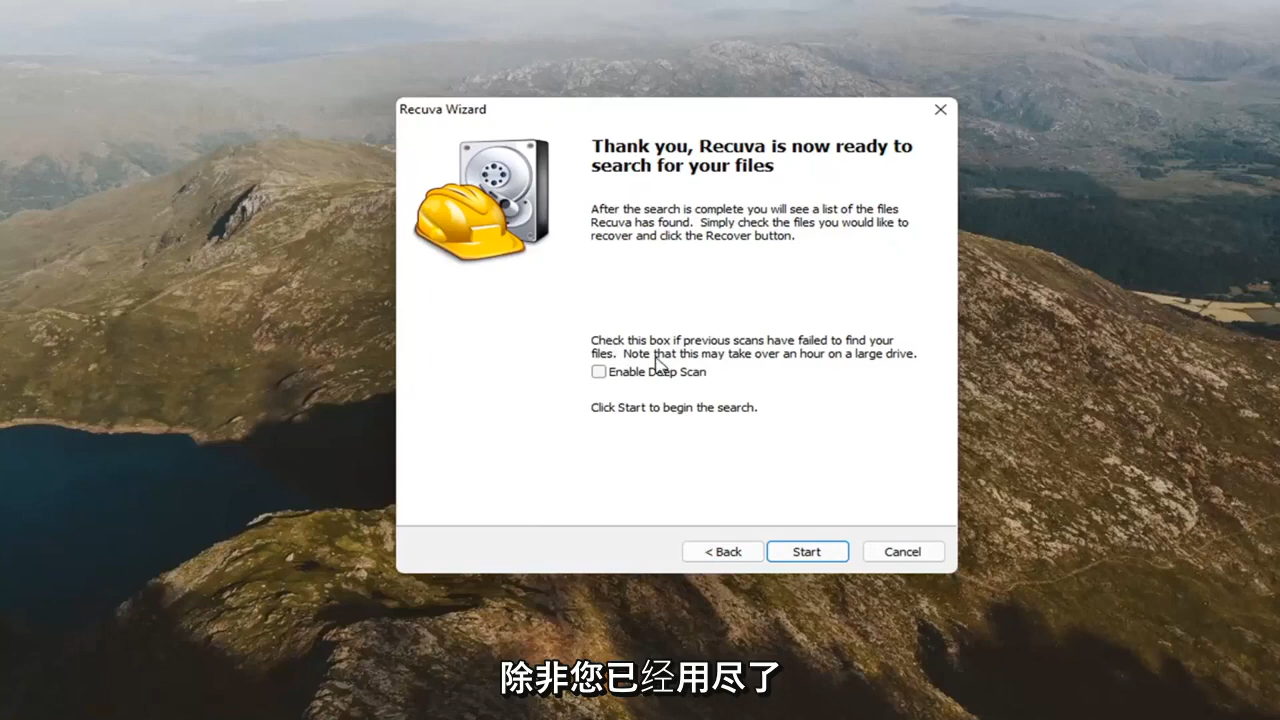 Recuva Wizard
Thank you, Recuva is now ready to
search for your files
After the search is complete you will see a list of the files
Recuva has found.  Simply check the files you would like to
recover and click the Recover button.
Check this box if previous scans have failed to find your
files.  Note that this may take over an hour on a large drive.
Enable Deep Scan
Click Start to begin the search.
< Back
Start
Cancel
除非您已经用尽了